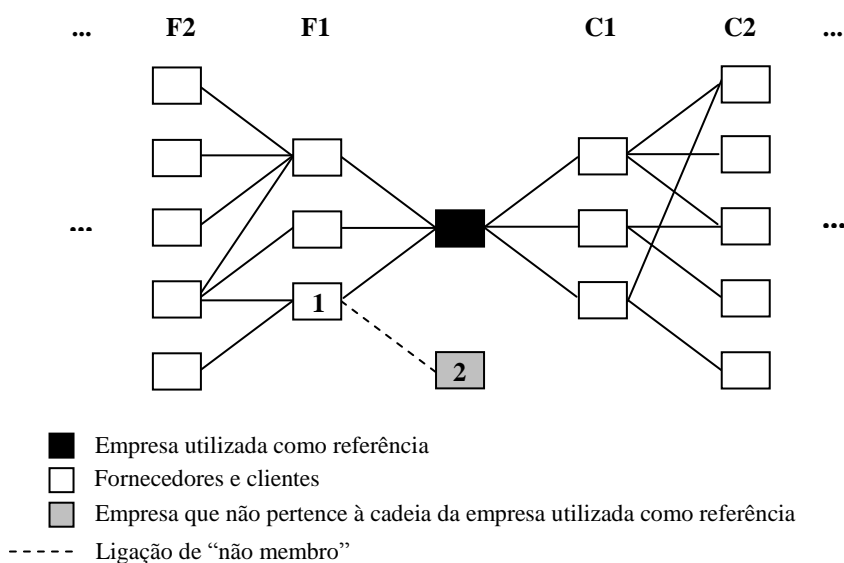 ... F2 F1 C1 C2 ...
... ...
1
2
Empresa utilizada como referência
Fornecedores e clientes
Empresa que não pertence à cadeia da empresa utilizada como referência
Ligação de “não membro”